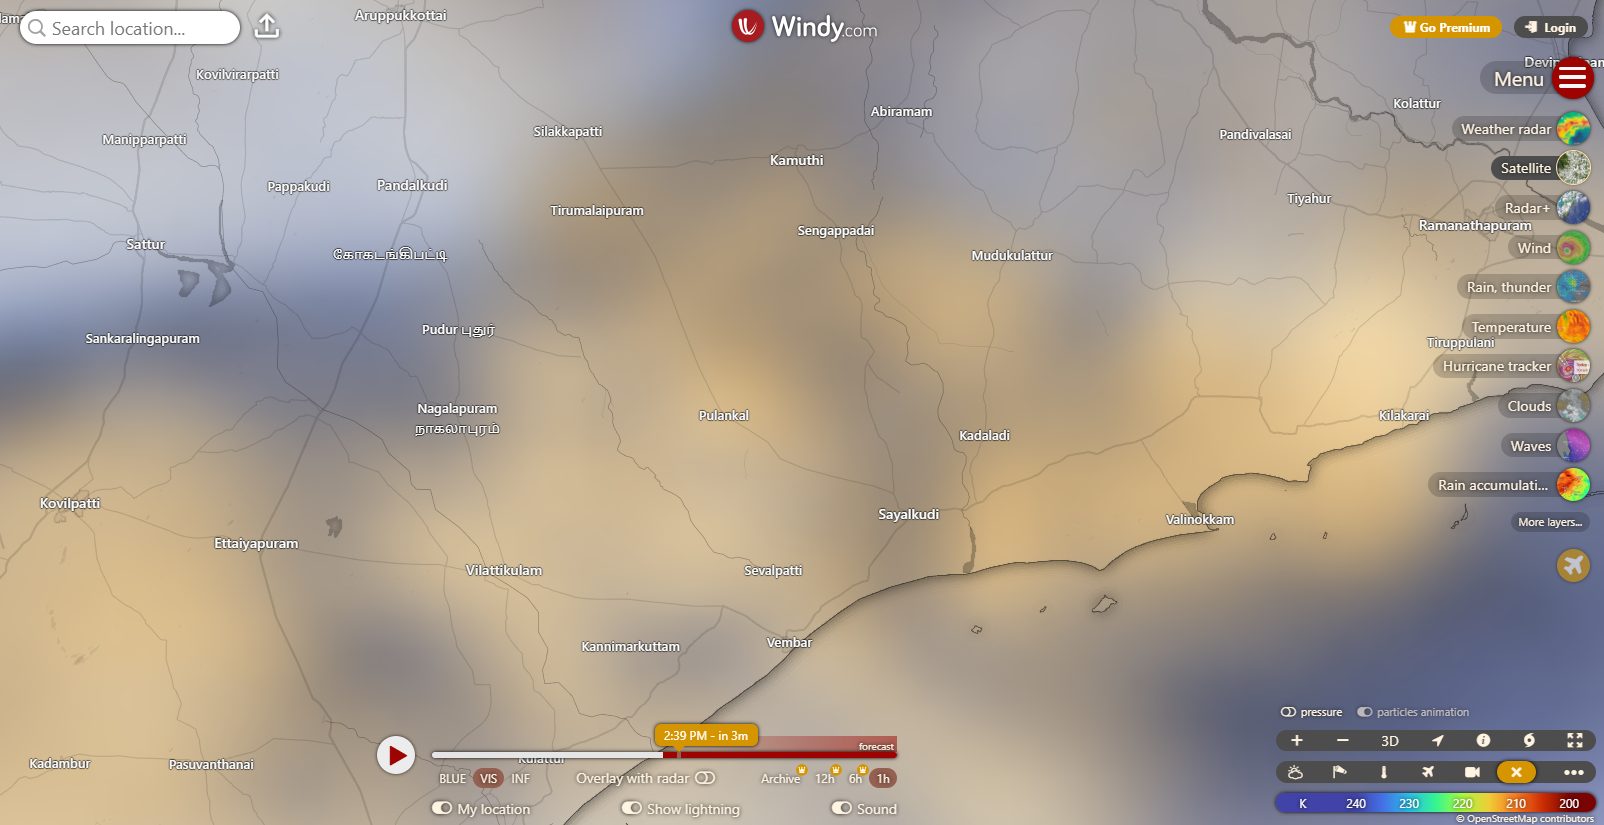 Aruppukkottai
Search location...
Windy.com
Go Premium
Login
Menu
Kovilvirarpatti
Kolattur
Abiramam
Weather radar
Silakkapatti
Pandivalasai
Manipparpatti
Kamuthi
Satellite
Pappakudi
Pandalkudi
Tiyahur
Radar+
Tirumalaipuram
Ramanathapuram
Sengappadai
Sattur
Wind
கோகடங்கிபட்டி
Mudukulattur
Rain, thunder
Pudur புதுர்
Temperature
Sankaralingapuram
Tiruppulani
Hurricane tracker
Nagalapuram
நாகலாபுரம்
Clouds
Pulankal
Kilakarai
Kadaladi
Waves
Rain accumulati...
Kovilpatti
Sayalkudi
Valinokkam
More layers...
Ettaiyapuram
Vilattikulam
Sevalpatti
Kannimarkuttam
Vembar
pressure
particles animation
2:39 PM - in 3m
forecast
3D
Kadambur
Pasuvanthanai
Kulattur
BLUE VIS INF
Overlay with radar
Archive 12h 6h 1h
My location
Show lightning
Sound
K 240 230 220 210 200
© OpenStreetMap contributors